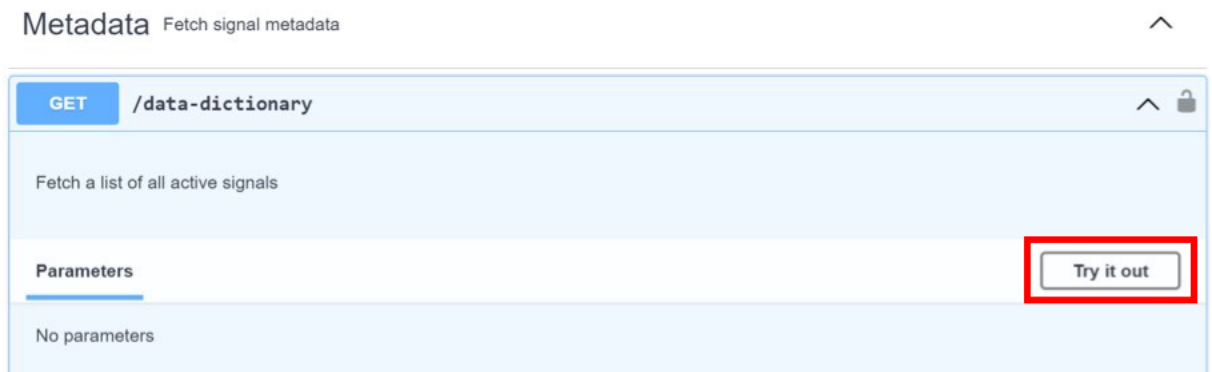 Metadata Fetch signal metadata
GET /data-dictionary
Fetch a list of all active signals
Parameters Try it out
No parameters